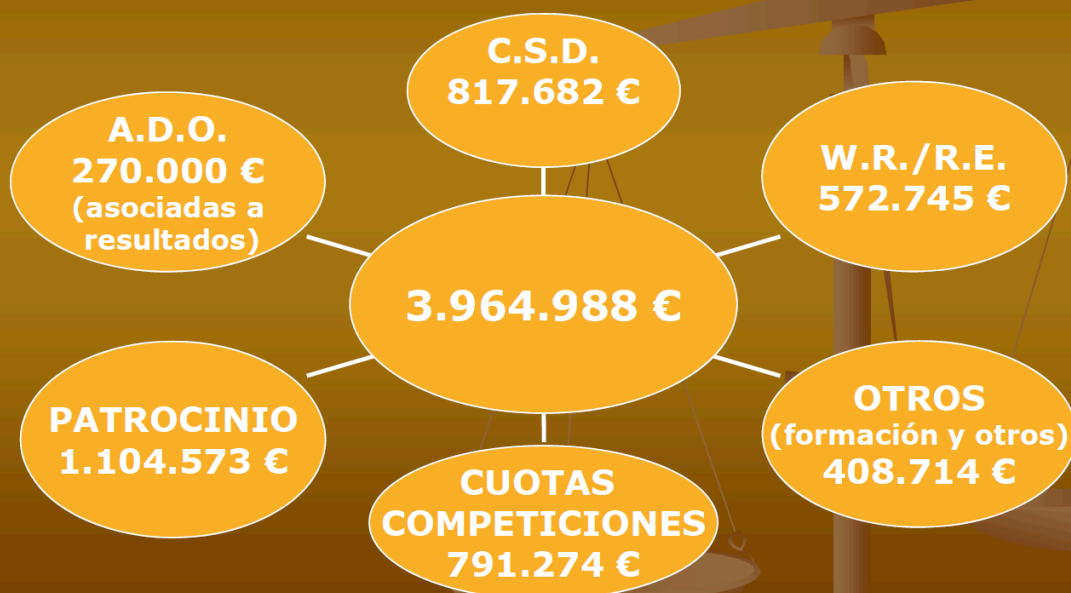 C.S.D.
817.682 €
A.D.O.
270.000 €
(asociadas a
resultados)
W.R./R.E.
572.745 €
3.964.988 €
PATROCINIO
1.104.573 €
OTROS
(formación y otros)
408.714 €
CUOTAS
COMPETICIONES
791.274 €